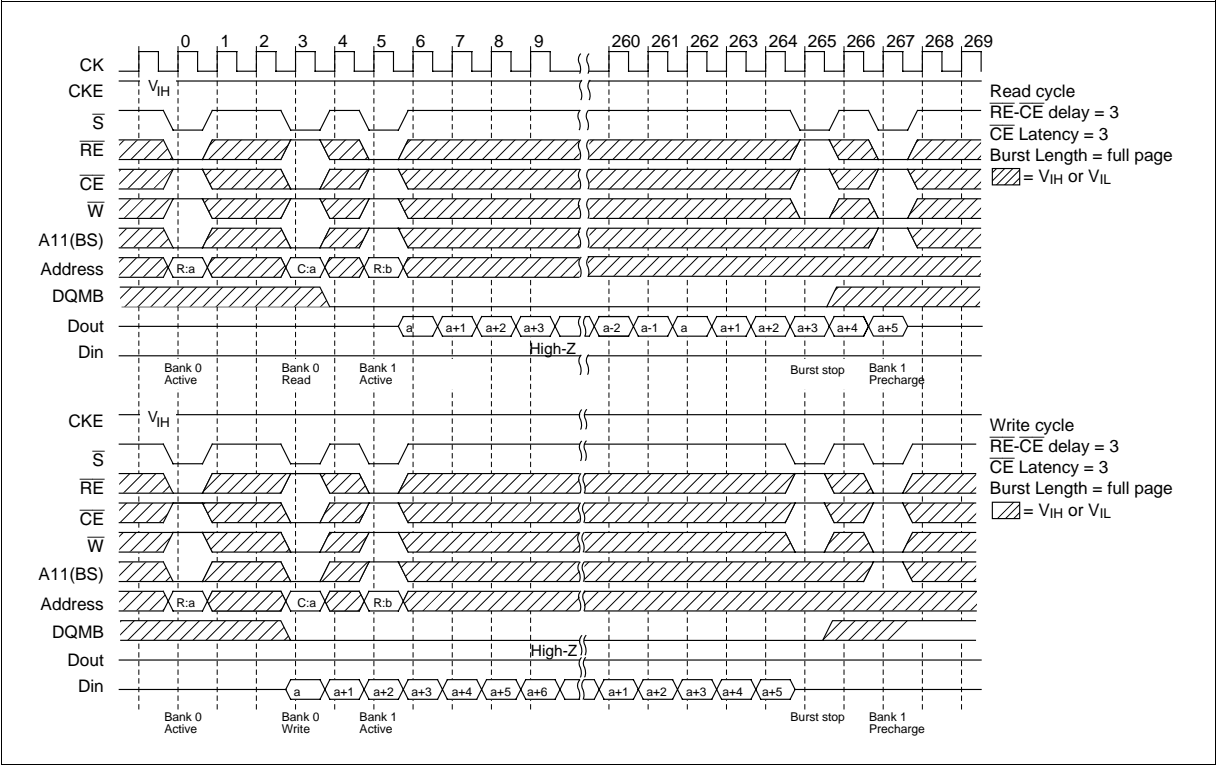 0 1 2 3 4 5 6 7 8 9 260 261 262 263 264 265 266 267 268 269
CK
CKE VIH
S
RE
CE
W
A11(BS)
Address R:a C:a R:b
DQMB
Dout a a+1 a+2 a+3 a-2 a-1 a a+1 a+2 a+3 a+4 a+5
High-Z
Din
Bank 0 Active
Bank 0 Read
Bank 1 Active
Burst stop
Bank 1 Precharge
Read cycle
RE-CE delay = 3
CE Latency = 3
Burst Length = full page
= VIH or VIL
CKE VIH
S
RE
CE
W
A11(BS)
Address R:a C:a R:b
DQMB
High-Z
Dout
Din a a+1 a+2 a+3 a+4 a+5 a+6 a+1 a+2 a+3 a+4 a+5
Bank 0 Active
Bank 0 Write
Bank 1 Active
Burst stop
Bank 1 Precharge
Write cycle
RE-CE delay = 3
CE Latency = 3
Burst Length = full page
= VIH or VIL